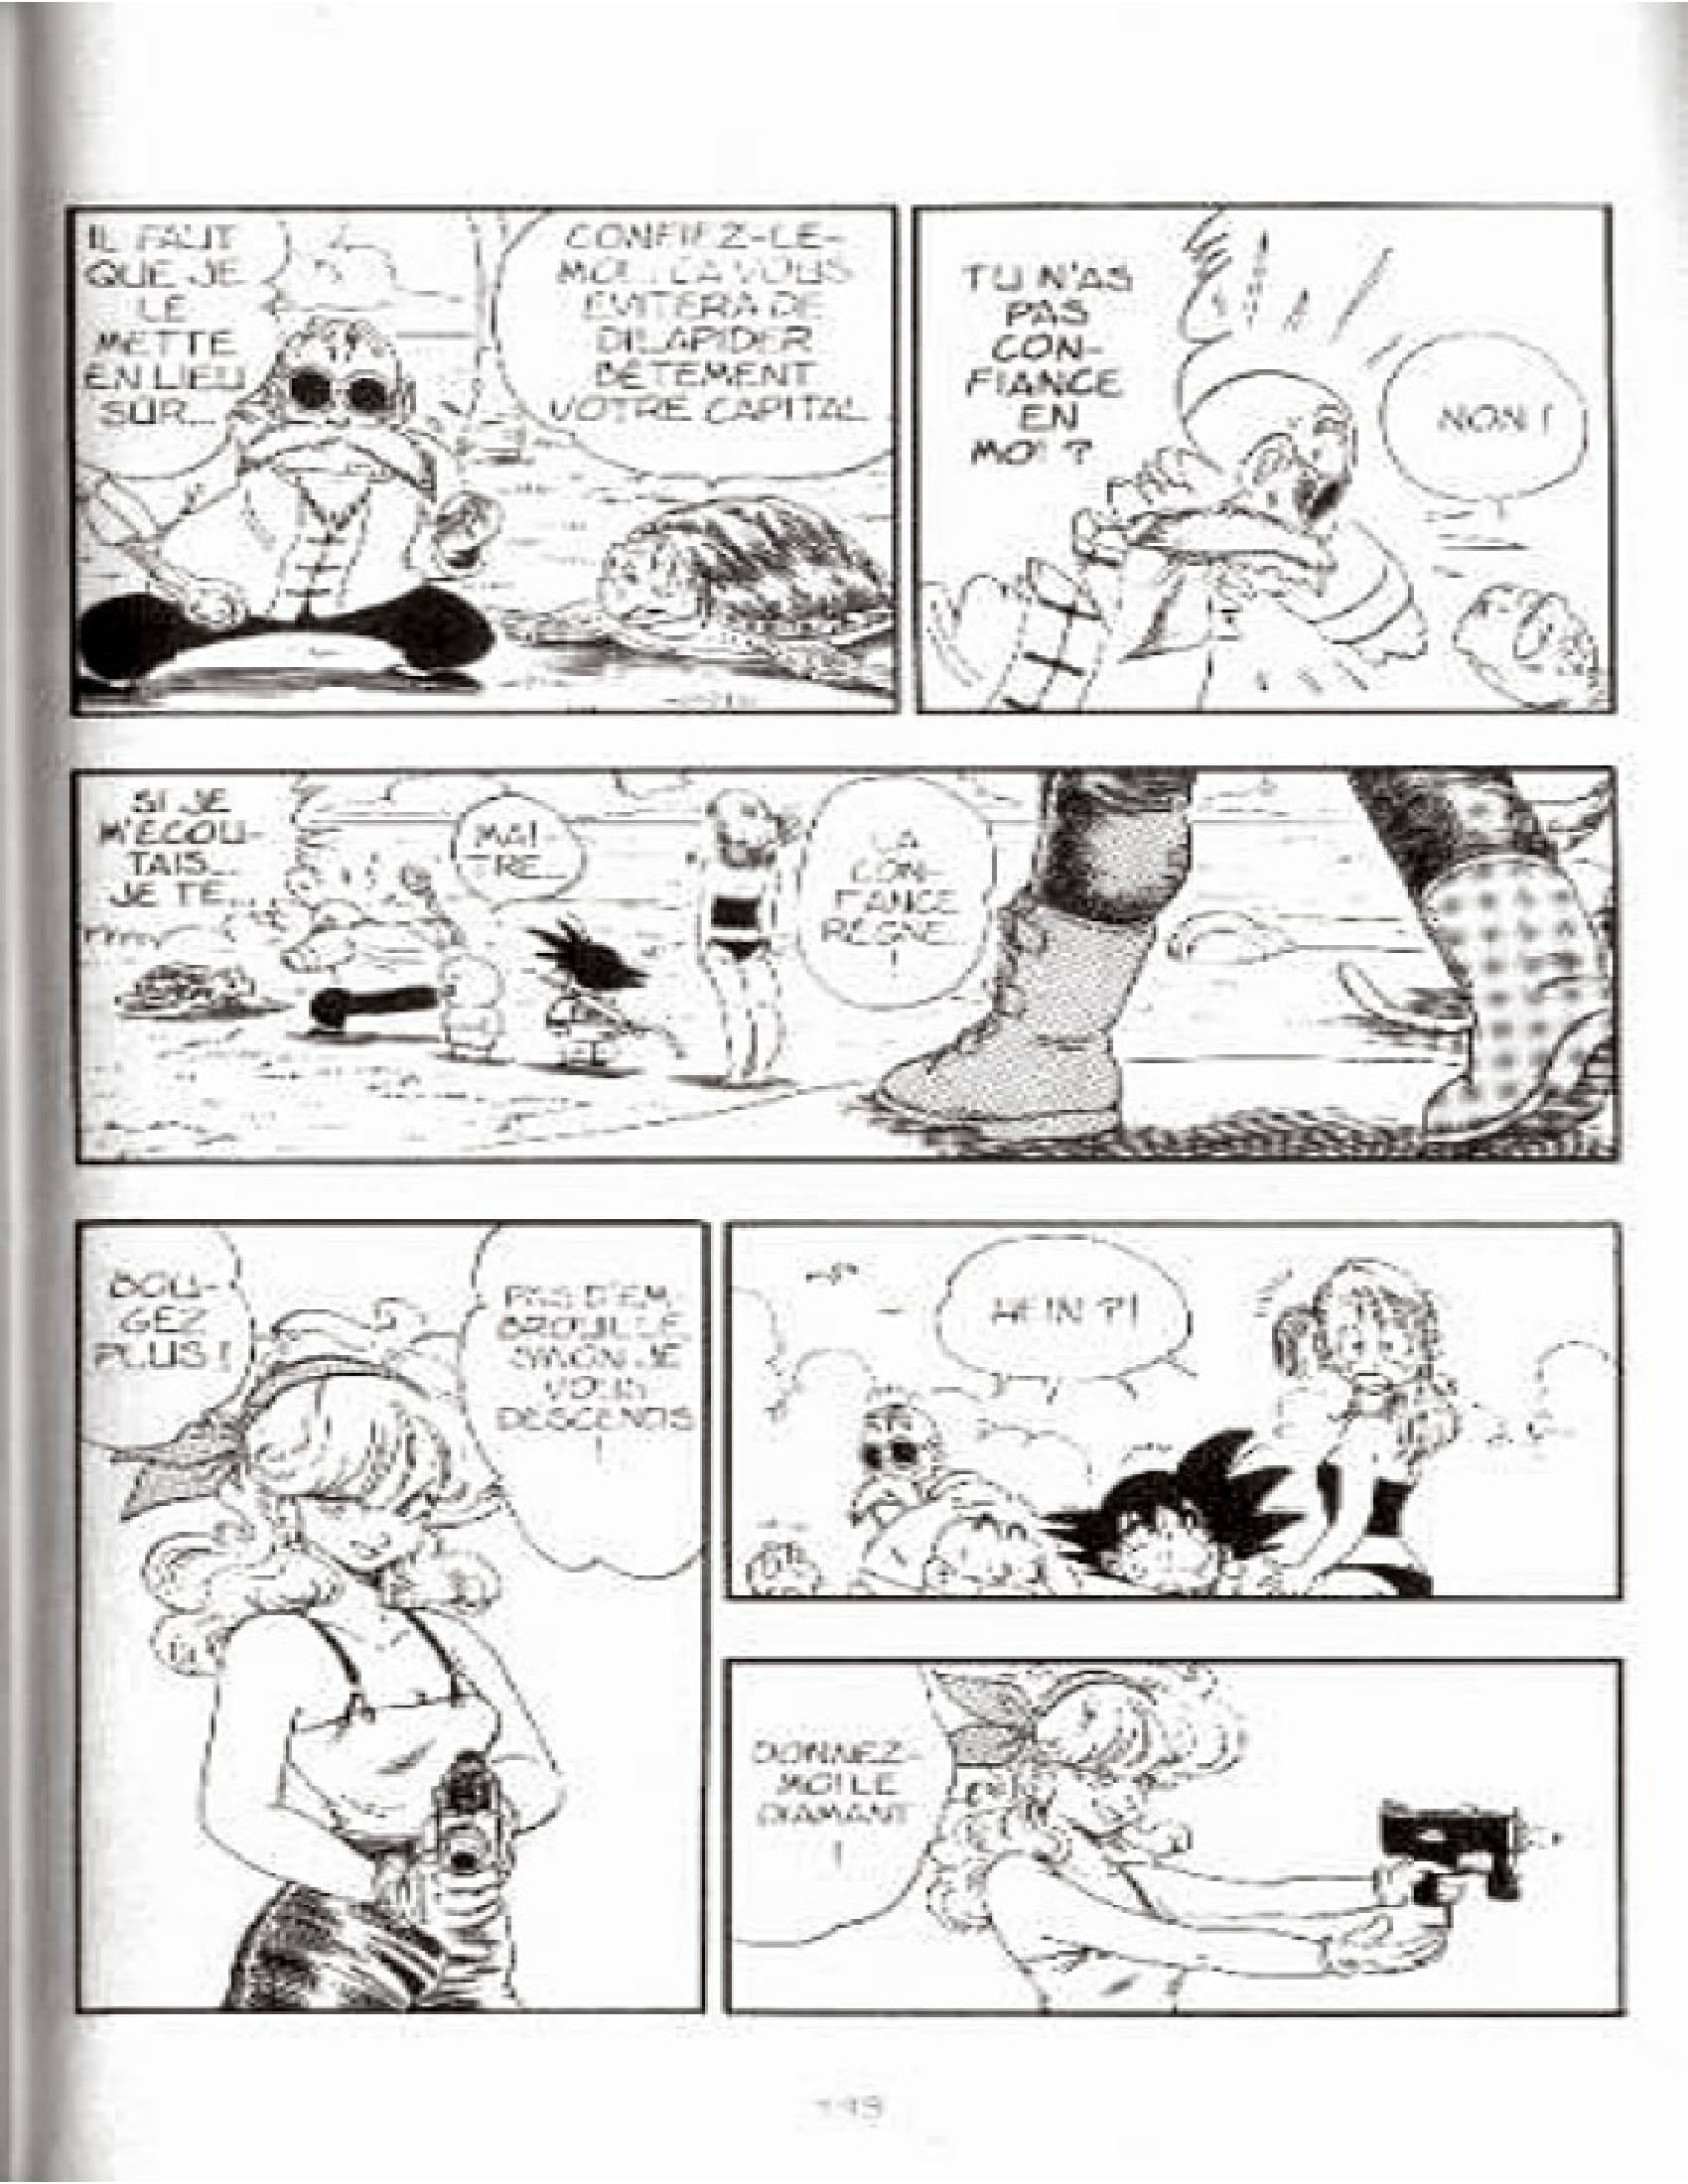 IL FAUT
QUE JE
LE
METTE
EN LIEU
SÛR...
CONFIEZ-LE-
MOI... ÇA VOUS
ÉVITERA DE
DILAPIDER
BÊTEMENT
VOTRE CAPITAL
TU N'AS
PAS
CON-
FIANCE
EN
MOI ?
NON !
SI JE
M'ÉCOU-
TAIS...
JE TE...
MAÎ-
TRE...
LA
CON-
FIANCE
RÈGNE
!
BOU-
GEZ
PLUS !
PAS D'EM-
BROUILLE,
SINON JE
VOUS
DESCENDS
!
HEIN ?!
DONNEZ-
MOI LE
DIAMANT
!